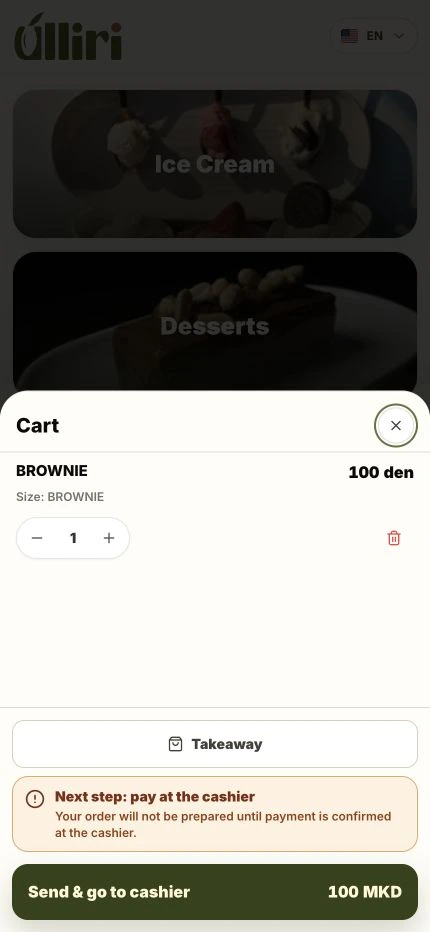 úlliri
EN
Ice Cream
Desserts
Cart
BROWNIE
100 den
Size: BROWNIE
1
Takeaway
Next step: pay at the cashier
Your order will not be prepared until payment is confirmed
at the cashier.
Send & go to cashier
100 MKD